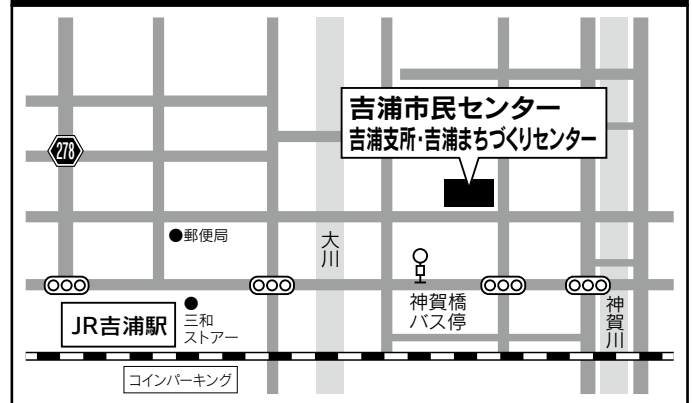 吉浦市民センター
吉浦支所・吉浦まちづくりセンター
278
●郵便局
大川
神賀橋
バス停
神賀川
JR吉浦駅
三和
ストアー
コインパーキング